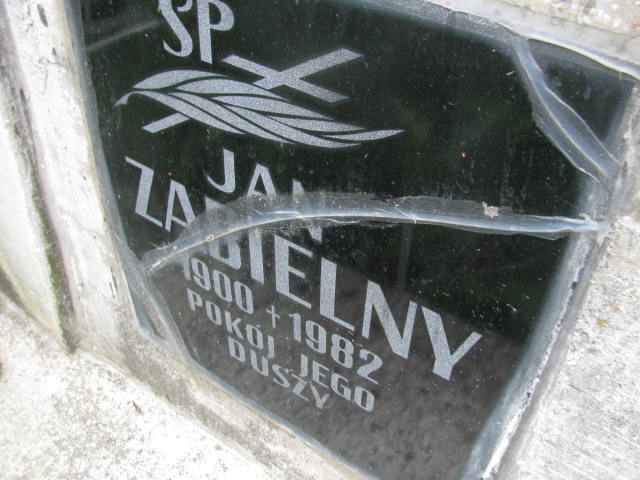 ŚP
JAN
ZABIELNY
1900 † 1982
POKÓJ JEGO
DUSZY